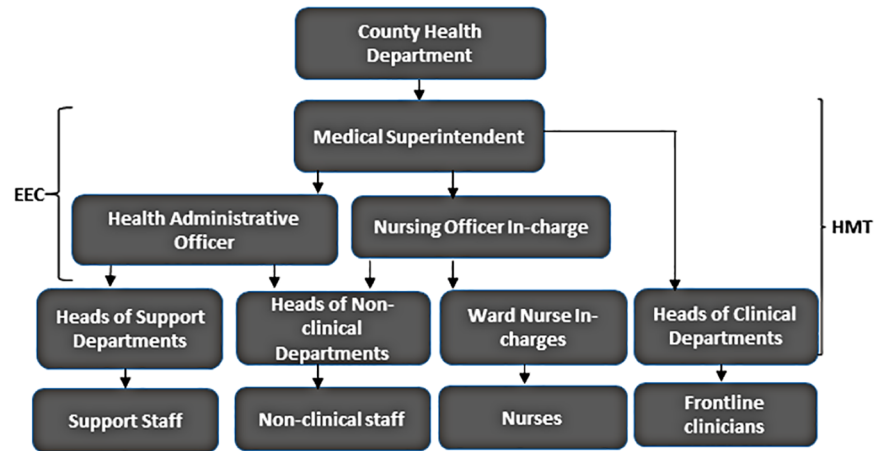 County Health
Department
Medical Superintendent
EEC
HMT
Health Administrative
Officer
Nursing Officer In-charge
Heads of Support
Departments
Heads of Non-
clinical
Departments
Ward Nurse In-
charges
Heads of Clinical
Departments
Support Staff
Non-clinical staff
Nurses
Frontline
clinicians